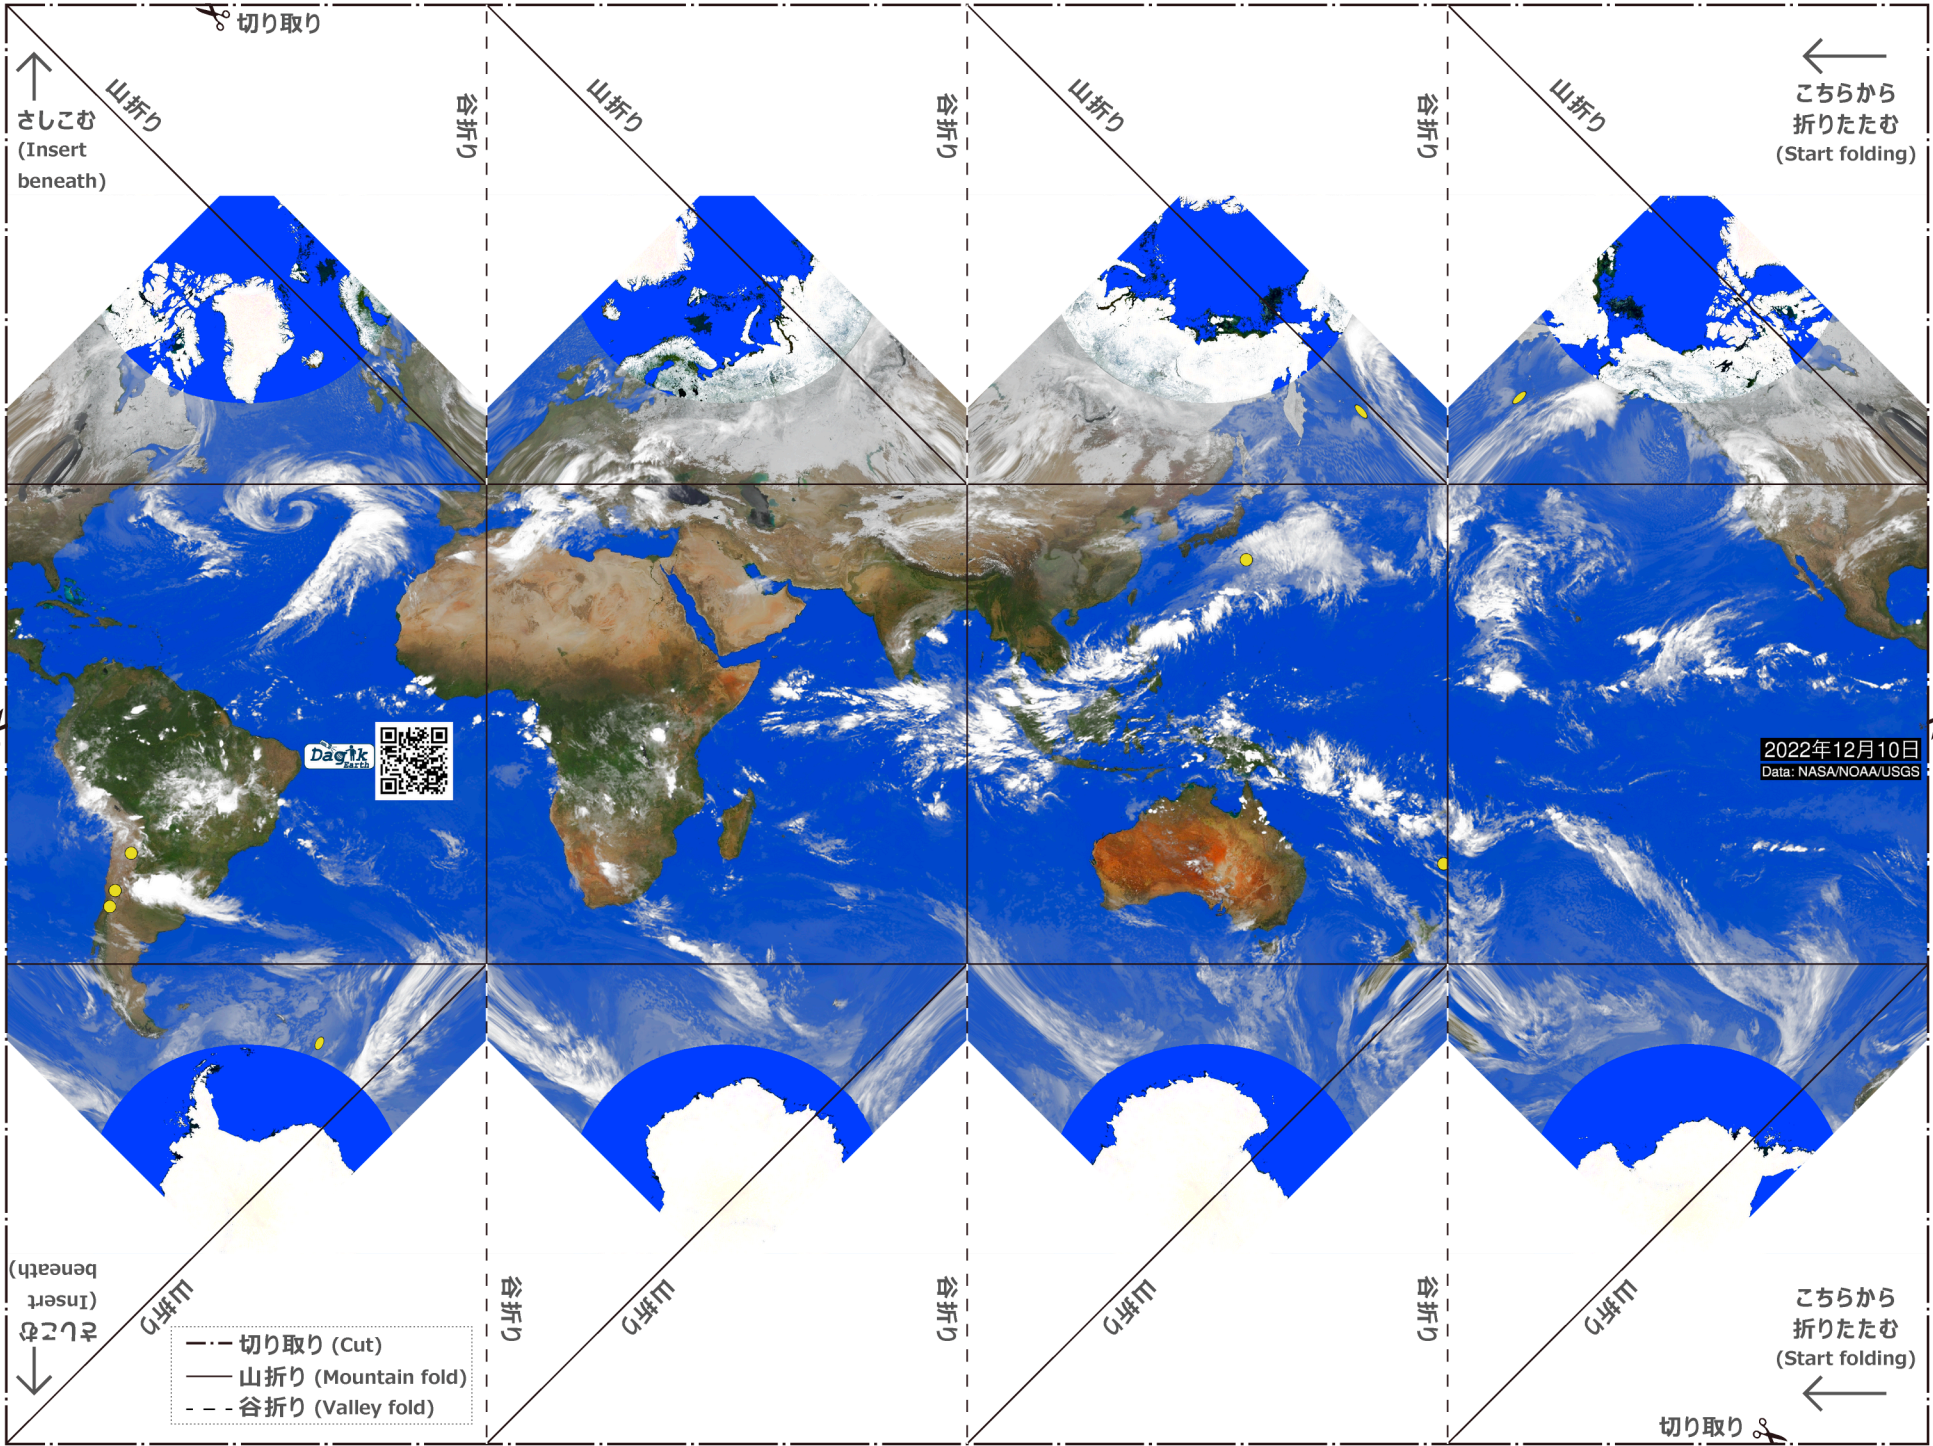 切り取り
山折り
谷折り
山折り
谷折り
山折り
谷折り
山折り
さしこむ
(Insert
beneath)
こちらから
折りたたむ
(Start folding)
Dagik
Earth
2022年12月10日
Data: NASA/NOAA/USGS
さしこむ
(Insert
beneath)
山折り
谷折り
山折り
谷折り
山折り
谷折り
山折り
こちらから
折りたたむ
(Start folding)
切り取り (Cut)
山折り (Mountain fold)
谷折り (Valley fold)
切り取り